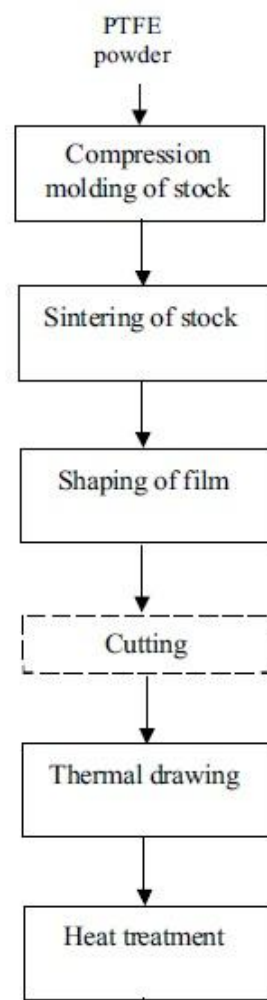 PTFE
powder
Compression
molding of stock
Sintering of stock
Shaping of film
Cutting
Thermal drawing
Heat treatment